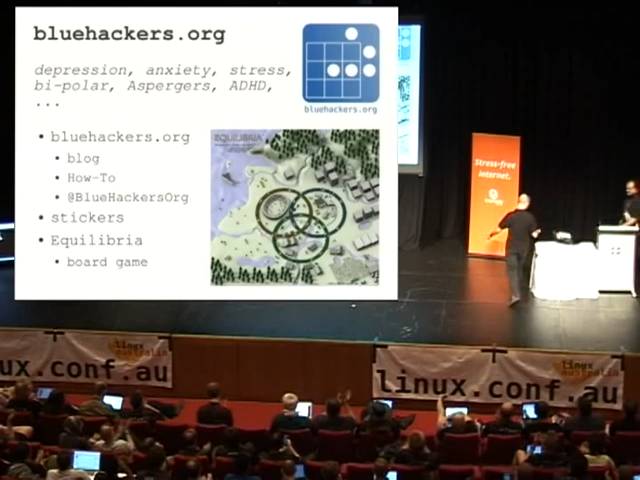 bluehackers.org
depression, anxiety, stress,
bi-polar, Aspergers, ADHD,
...
bluehackers.org
• bluehackers.org
• blog
• How-To
• @BlueHackersOrg
• stickers
• Equilibria
• board game
EQUILIBRIA
Stress-free
internet.
linux
australia
ux.conf.au
linux
australia
linux.conf.au